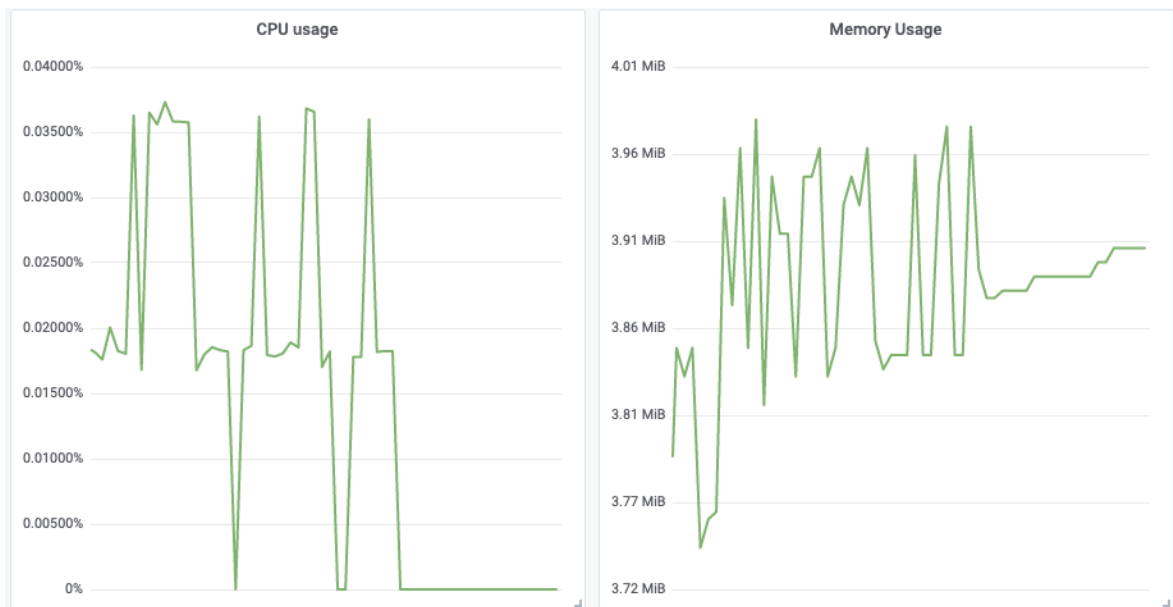 CPU usage
0.04000%
0.03500%
0.03000%
0.02500%
0.02000%
0.01500%
0.01000%
0.00500%
0%
Memory Usage
4.01 MiB
3.96 MiB
3.91 MiB
3.86 MiB
3.81 MiB
3.77 MiB
3.72 MiB